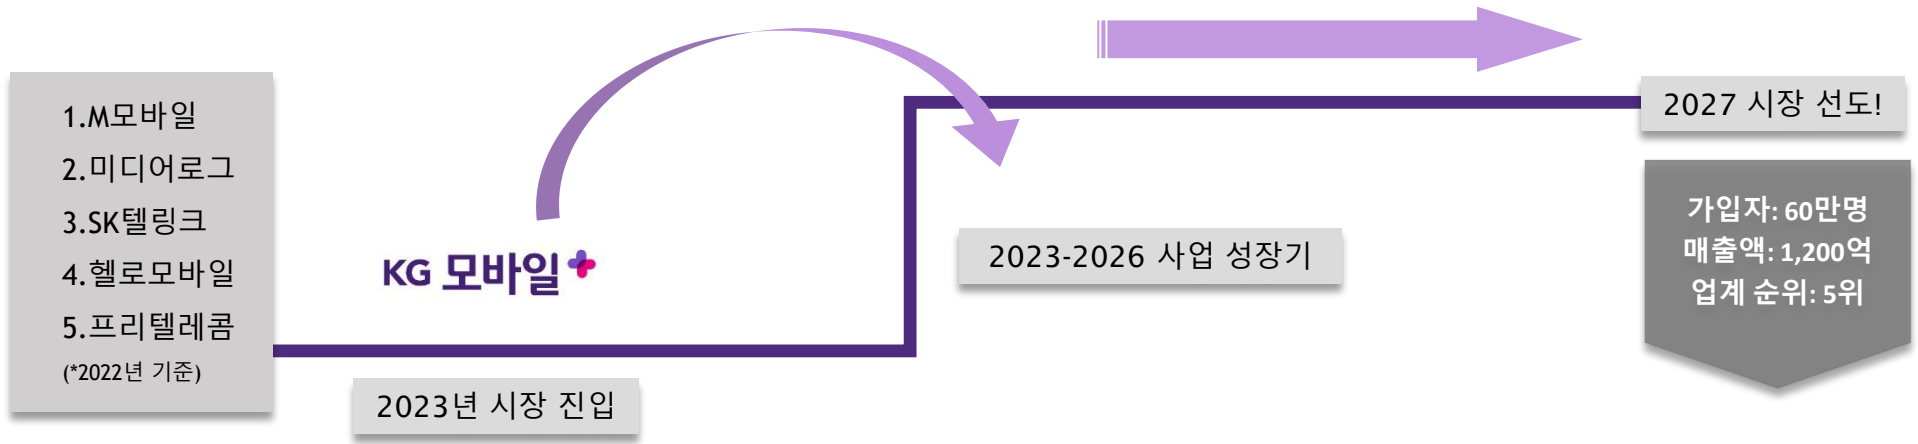 1.M모바일
2.미디어로그
3.SK텔링크
4.헬로모바일
5.프리텔레콤
(*2022년 기준)
KG 모바일
2023년 시장 진입
2023-2026 사업 성장기
2027 시장 선도!
가입자: 60만명
매출액: 1,200억
업계 순위: 5위